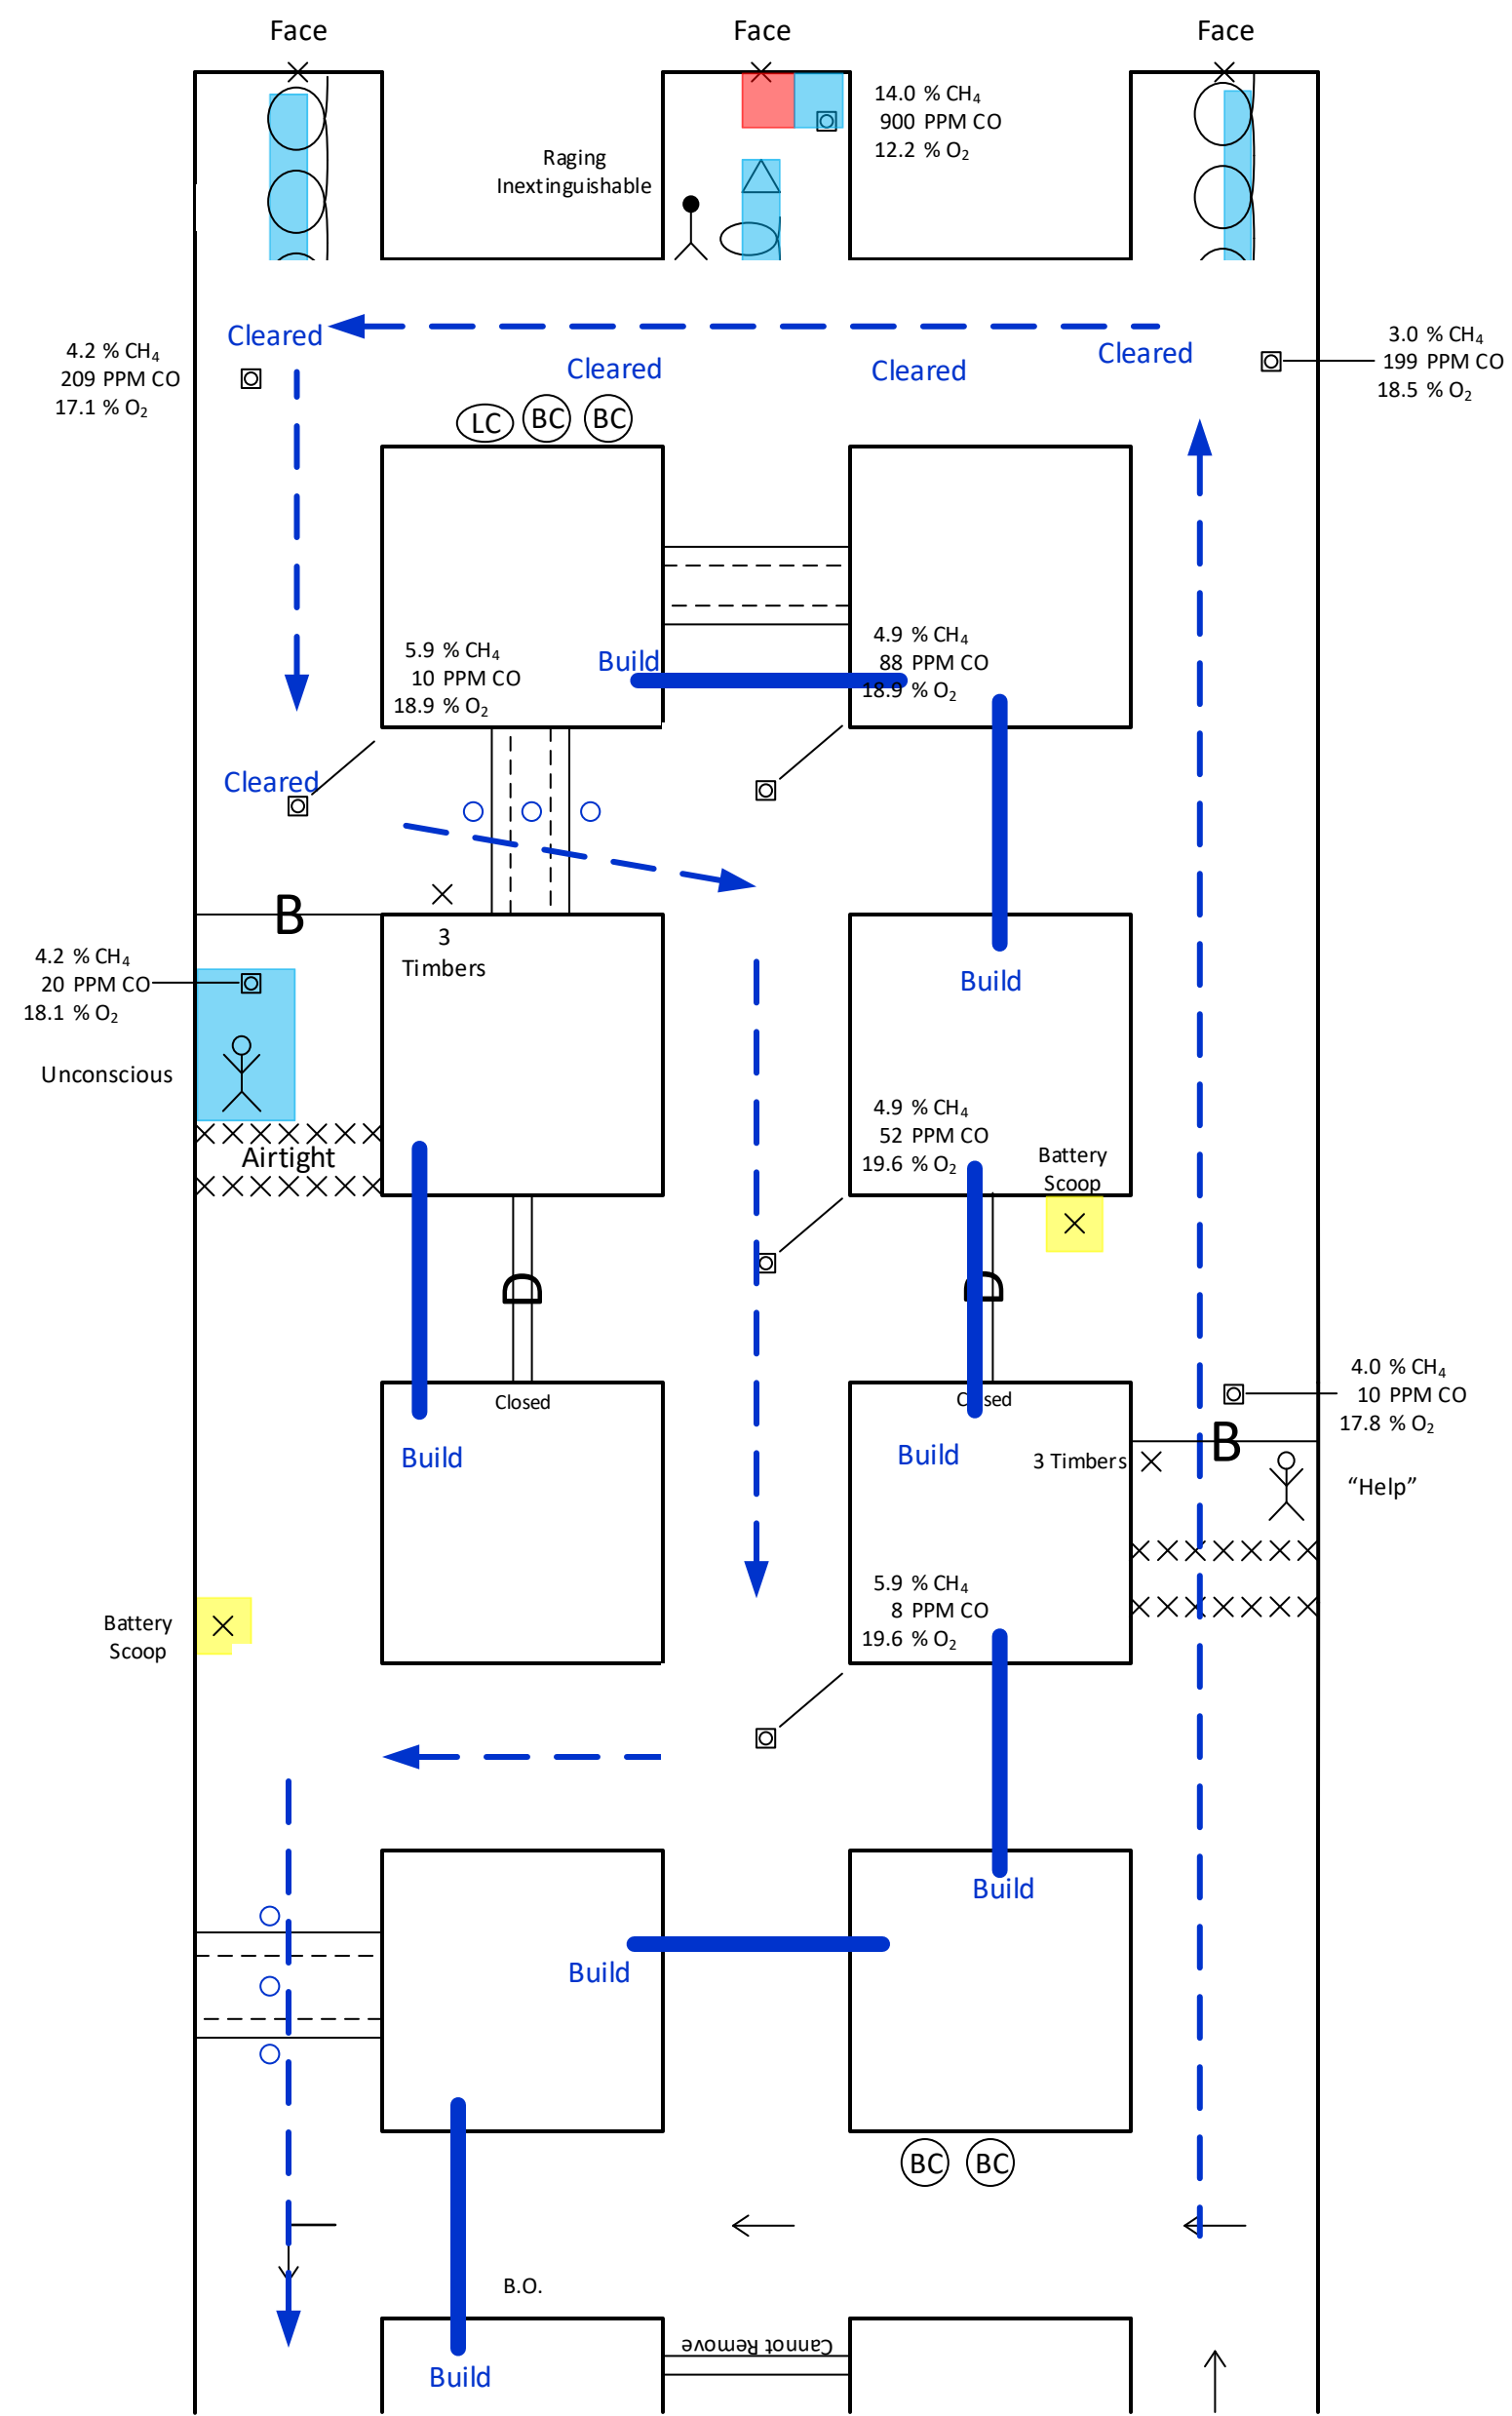 Face
Face
Face
14.0 % CH₄
900 PPM CO
12.2 % O₂
Raging
Inextinguishable
Cleared
Cleared
Cleared
Cleared
4.2 % CH₄
209 PPM CO
17.1 % O₂
3.0 % CH₄
199 PPM CO
18.5 % O₂
LC
BC
BC
5.9 % CH₄
10 PPM CO
18.9 % O₂
Build
4.9 % CH₄
88 PPM CO
18.9 % O₂
Cleared
B
3
Timbers
4.2 % CH₄
20 PPM CO
18.1 % O₂
Unconscious
Airtight
Build
4.9 % CH₄
52 PPM CO
19.6 % O₂
Battery
Scoop
D
D
Closed
Closed
Build
Build
4.0 % CH₄
10 PPM CO
17.8 % O₂
B
3 Timbers
"Help"
5.9 % CH₄
8 PPM CO
19.6 % O₂
Battery
Scoop
Build
Build
BC
BC
B.O.
Cannot Remove
Build